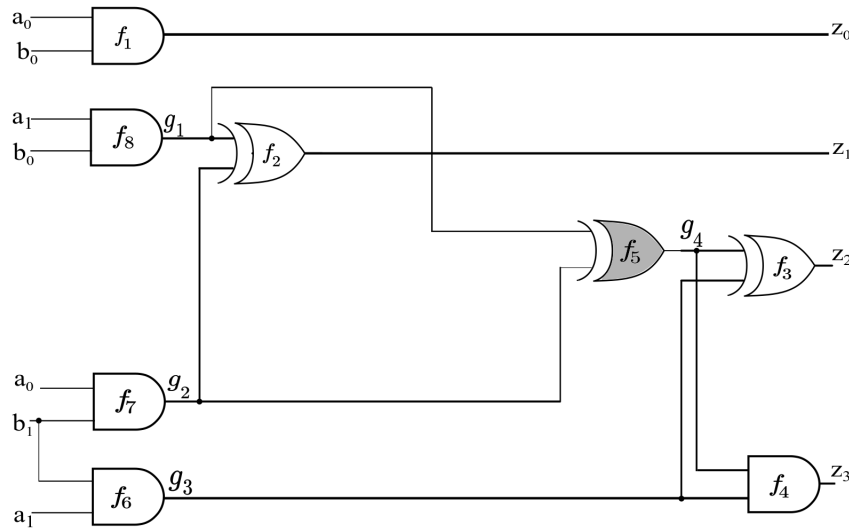 a₀
b₀
f₁
z₀
a₁
b₀
f₈
g₁
f₂
z₁
f₅
g₄
f₃
z₂
a₀
b₁
f₇
g₂
a₁
f₆
g₃
f₄
z₃